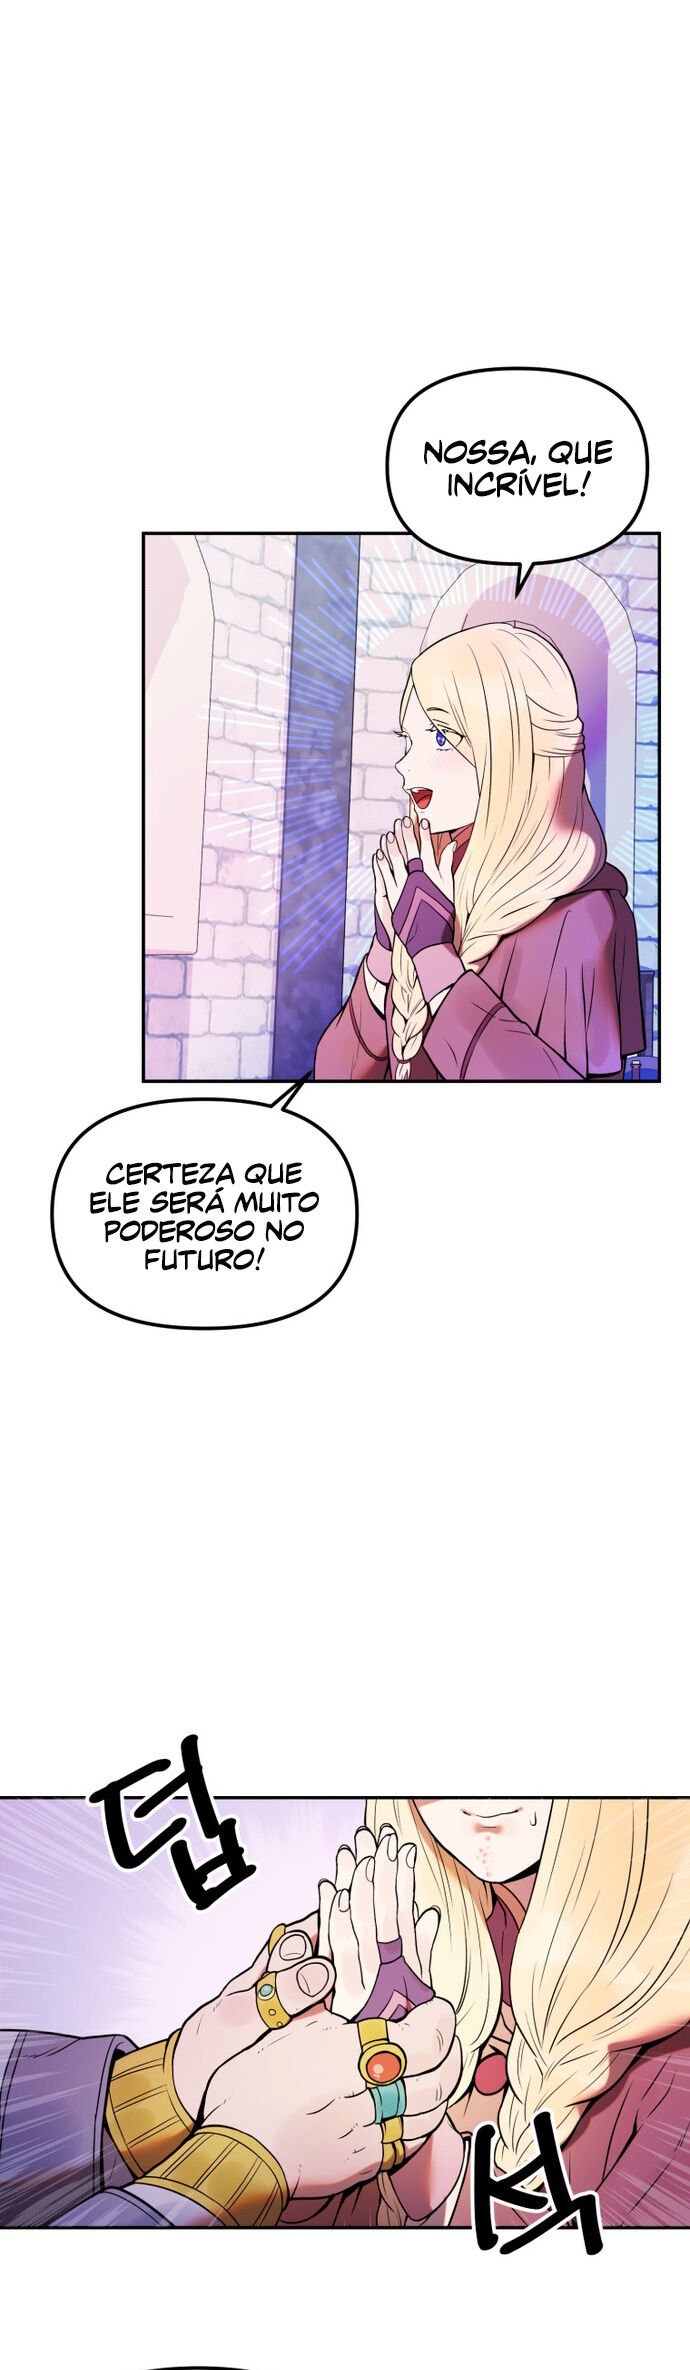 NOSSA, QUE
INCRÍVEL!
CERTEZA QUE
ELE SERÁ MUITO
PODEROSO NO
FUTURO!
덥
석